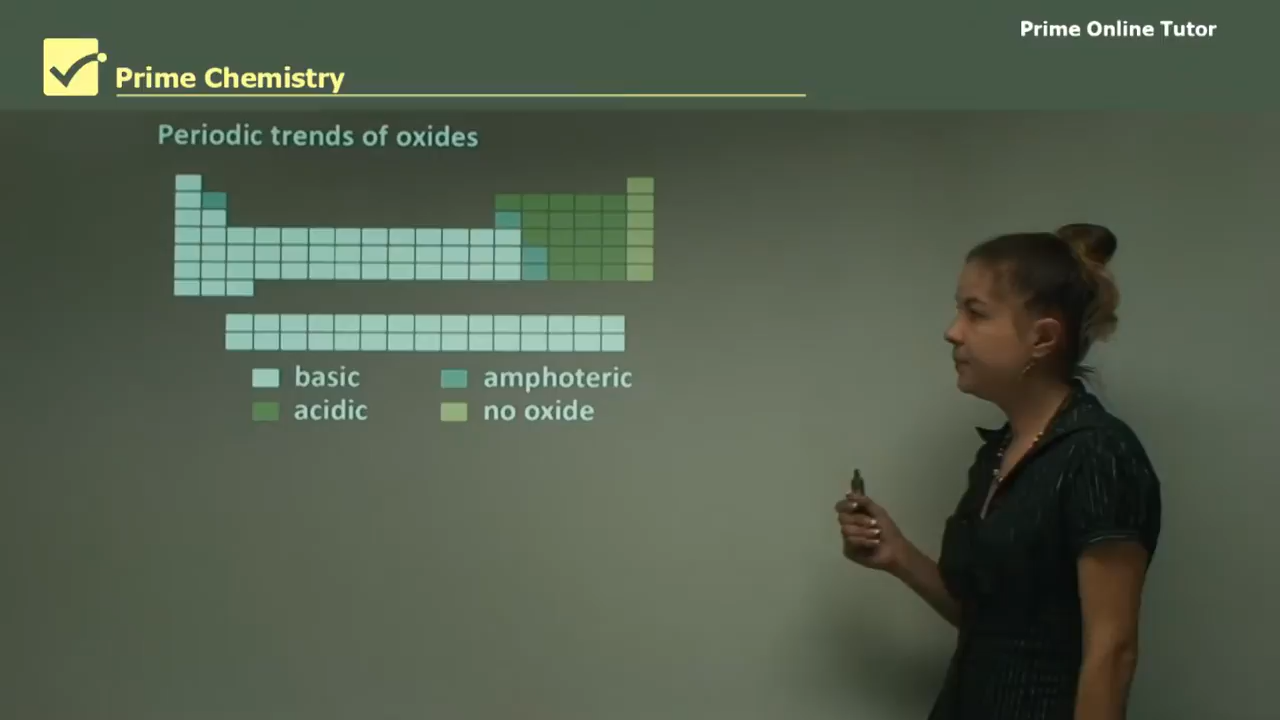 Prime Online Tutor
Prime Chemistry
Periodic trends of oxides
basic
amphoteric
acidic
no oxide